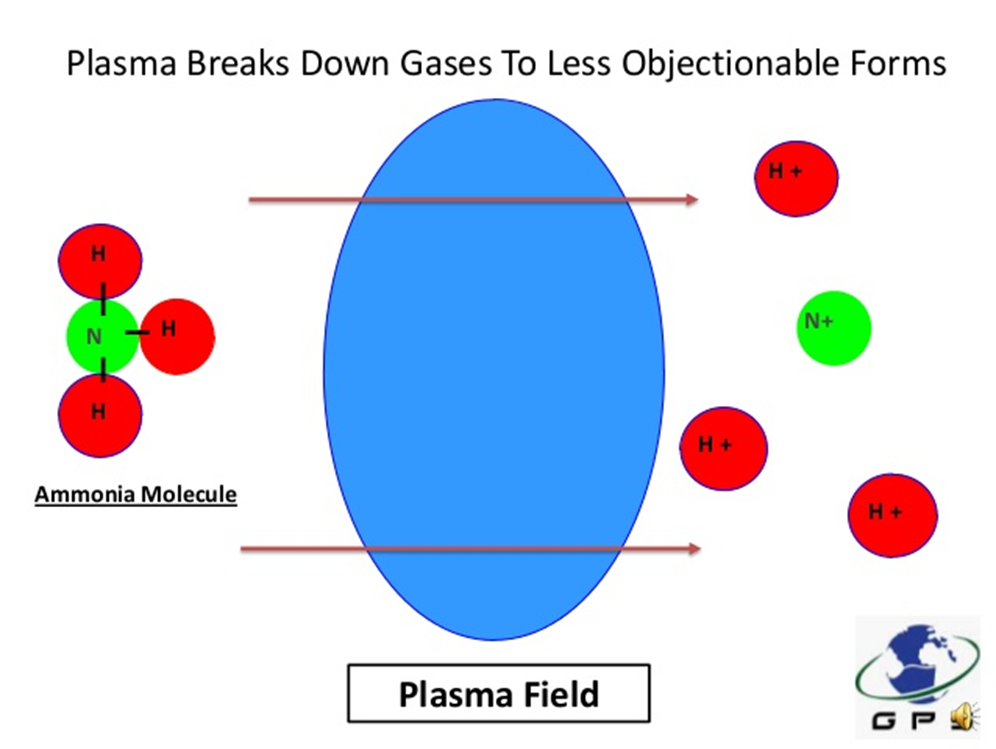 Plasma Breaks Down Gases To Less Objectionable Forms
H +
H
N
H
N+
H
H +
Ammonia Molecule
H +
Plasma Field
G P